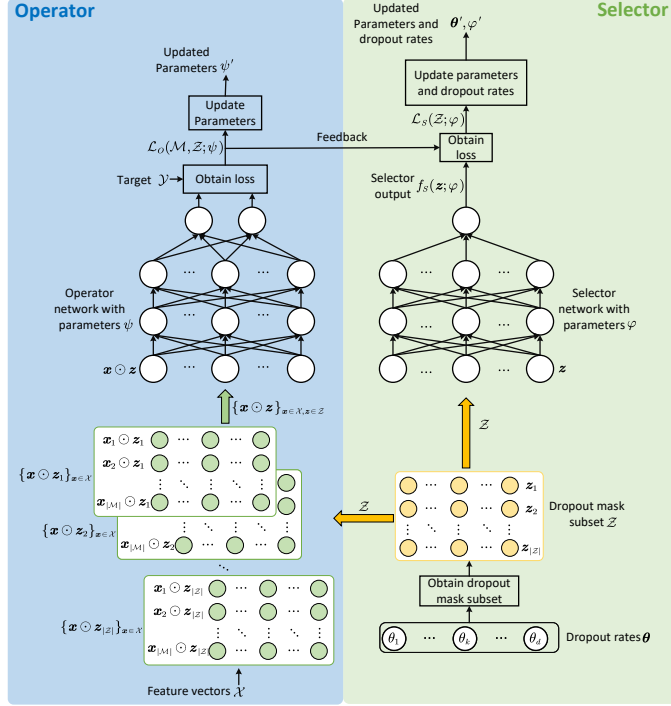 Operator
Selector
Updated
Parameters ψ′
Update
Parameters
ℒ_O(ℳ, 𝒵; ψ)
Feedback
Target 𝒴
Obtain loss
Operator
network with
parameters ψ
x ⊙ z
··· ···
··· ···
··· ···
{x ⊙ z}_{x∈𝒳, z∈𝒵}
{x ⊙ z₁}_{x∈𝒳}
x₁ ⊙ z₁ ··· ···
x₂ ⊙ z₁ ··· ···
x_{|ℳ|} ⊙ z₁ ··· ···
{x ⊙ z₂}_{x∈𝒳}
x_{|ℳ|} ⊙ z₂ ··· ···
{x ⊙ z_{|𝒵|}}_{x∈𝒳}
x₁ ⊙ z_{|𝒵|} ··· ···
x₂ ⊙ z_{|𝒵|} ··· ···
x_{|ℳ|} ⊙ z_{|𝒵|} ··· ···
Feature vectors 𝒳
Updated
Parameters and
dropout rates
θ′, φ′
Update parameters
and dropout rates
ℒ_S(𝒵; φ)
Obtain
loss
Selector
output f_S(z; φ)
Selector
network with
parameters φ
z
··· ···
··· ···
··· ···
𝒵
𝒵
··· ··· z₁
··· ··· z₂
··· ··· z_{|𝒵|}
Dropout mask
subset 𝒵
Obtain dropout
mask subset
θ₁ ··· θ_k ··· θ_d
Dropout rates θ